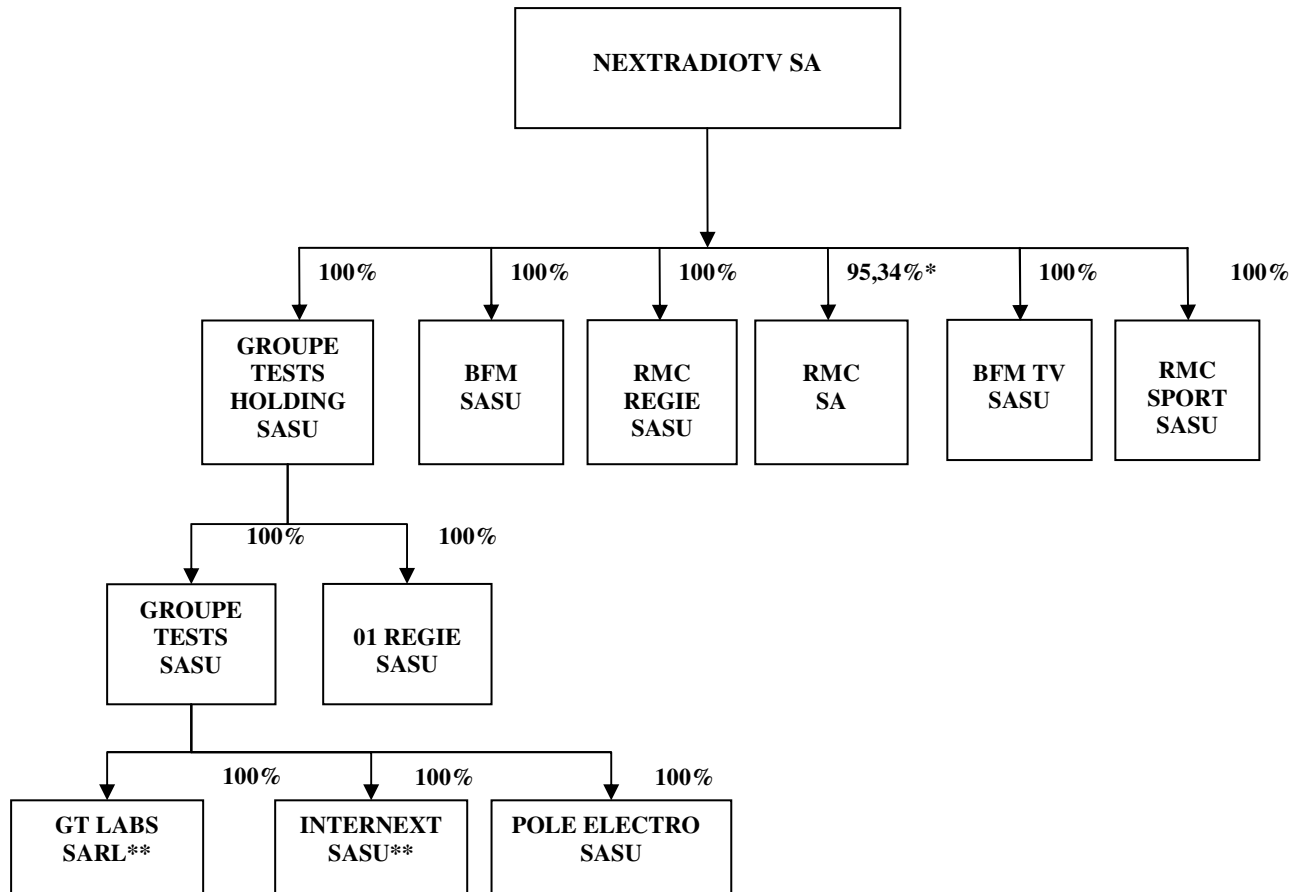 NEXTRADIOTV SA
100%
100%
100%
95,34%*
100%
100%
GROUPE
TESTS
HOLDING
SASU
BFM
SASU
RMC
REGIE
SASU
RMC
SA
BFM TV
SASU
RMC
SPORT
SASU
100%
100%
GROUPE
TESTS
SASU
01 REGIE
SASU
100%
100%
100%
GT LABS
SARL**
INTERNEXT
SASU**
POLE ELECTRO
SASU